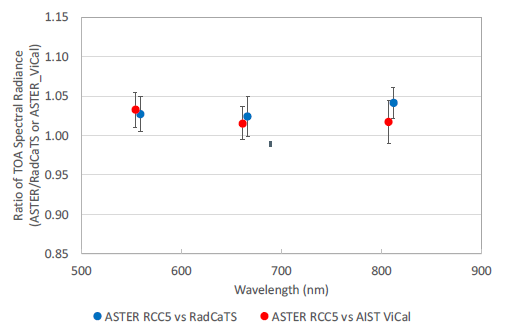 Ratio of TOA Spectral Radiance
(ASTER/RadCaTS or ASTER_ViCal)
1.15
1.10
1.05
1.00
0.95
0.90
0.85
500 600 700 800 900
Wavelength (nm)
ASTER RCC5 vs RadCaTS ASTER RCC5 vs AIST ViCal